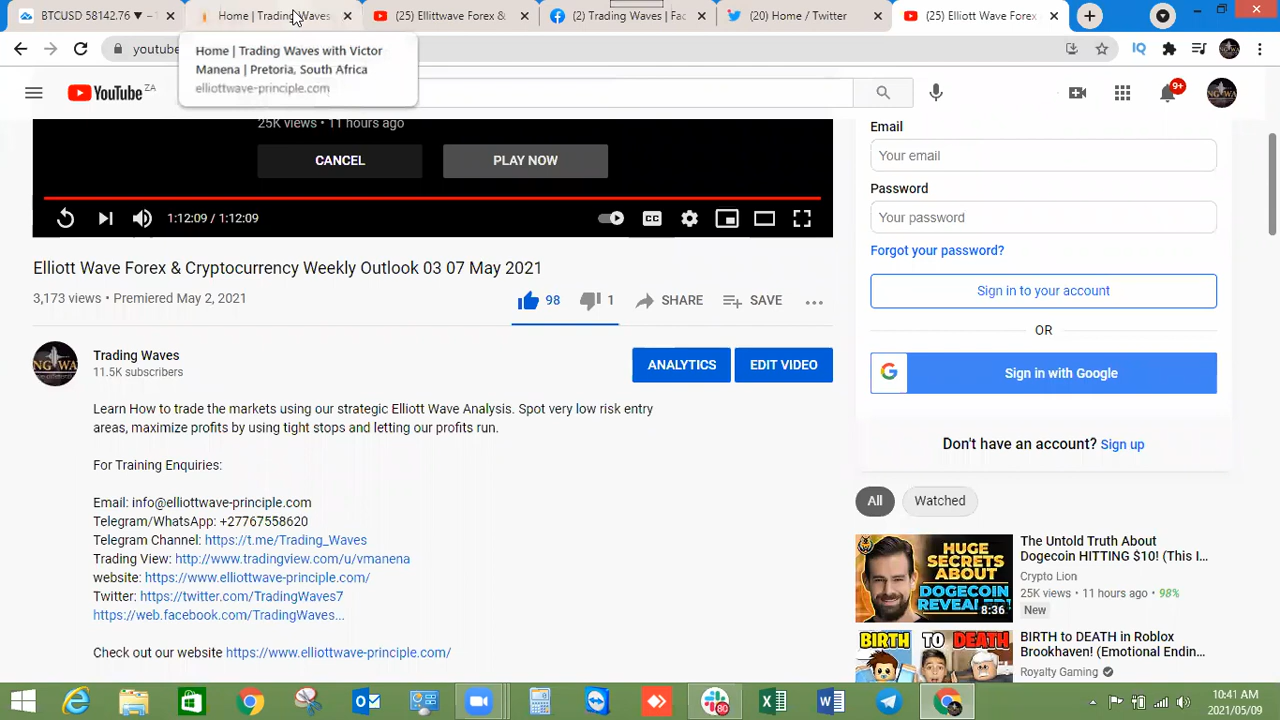 BTCUSD 58142.76 ▼ −
Home | Trading Waves
(25) Ellittwave Forex &
(2) Trading Waves | Fac
(20) Home / Twitter
(25) Elliott Wave Forex
youtube
Home | Trading Waves with Victor
Manena | Pretoria, South Africa
elliottwave-principle.com
YouTube ZA
9+
25K views • 11 hours ago
CANCEL
PLAY NOW
1:12:09 / 1:12:09
CC
Elliott Wave Forex & Cryptocurrency Weekly Outlook 03 07 May 2021
3,173 views • Premiered May 2, 2021
98
1
SHARE
SAVE
Trading Waves
11.5K subscribers
ANALYTICS
EDIT VIDEO
Learn How to trade the markets using our strategic Elliott Wave Analysis. Spot very low risk entry
areas, maximize profits by using tight stops and letting our profits run.
For Training Enquiries:
Email: info@elliottwave-principle.com
Telegram/WhatsApp: +27767558620
Telegram Channel: https://t.me/Trading_Waves
Trading View: http://www.tradingview.com/u/vmanena
website: https://www.elliottwave-principle.com/
Twitter: https://twitter.com/TradingWaves7
https://web.facebook.com/TradingWaves...
Check out our website https://www.elliottwave-principle.com/
Email
Your email
Password
Your password
Forgot your password?
Sign in to your account
OR
Sign in with Google
Don't have an account? Sign up
All
Watched
HUGE
SECRETS
ABOUT
DOGECOIN
REVEALED
8:36
The Untold Truth About
Dogecoin HITTING $10! (This I...
Crypto Lion
25K views • 11 hours ago • 98%
New
BIRTH TO DEATH
BIRTH to DEATH in Roblox
Brookhaven! (Emotional Endin...
Royalty Gaming
IQ
80
10:41 AM
2021/05/09